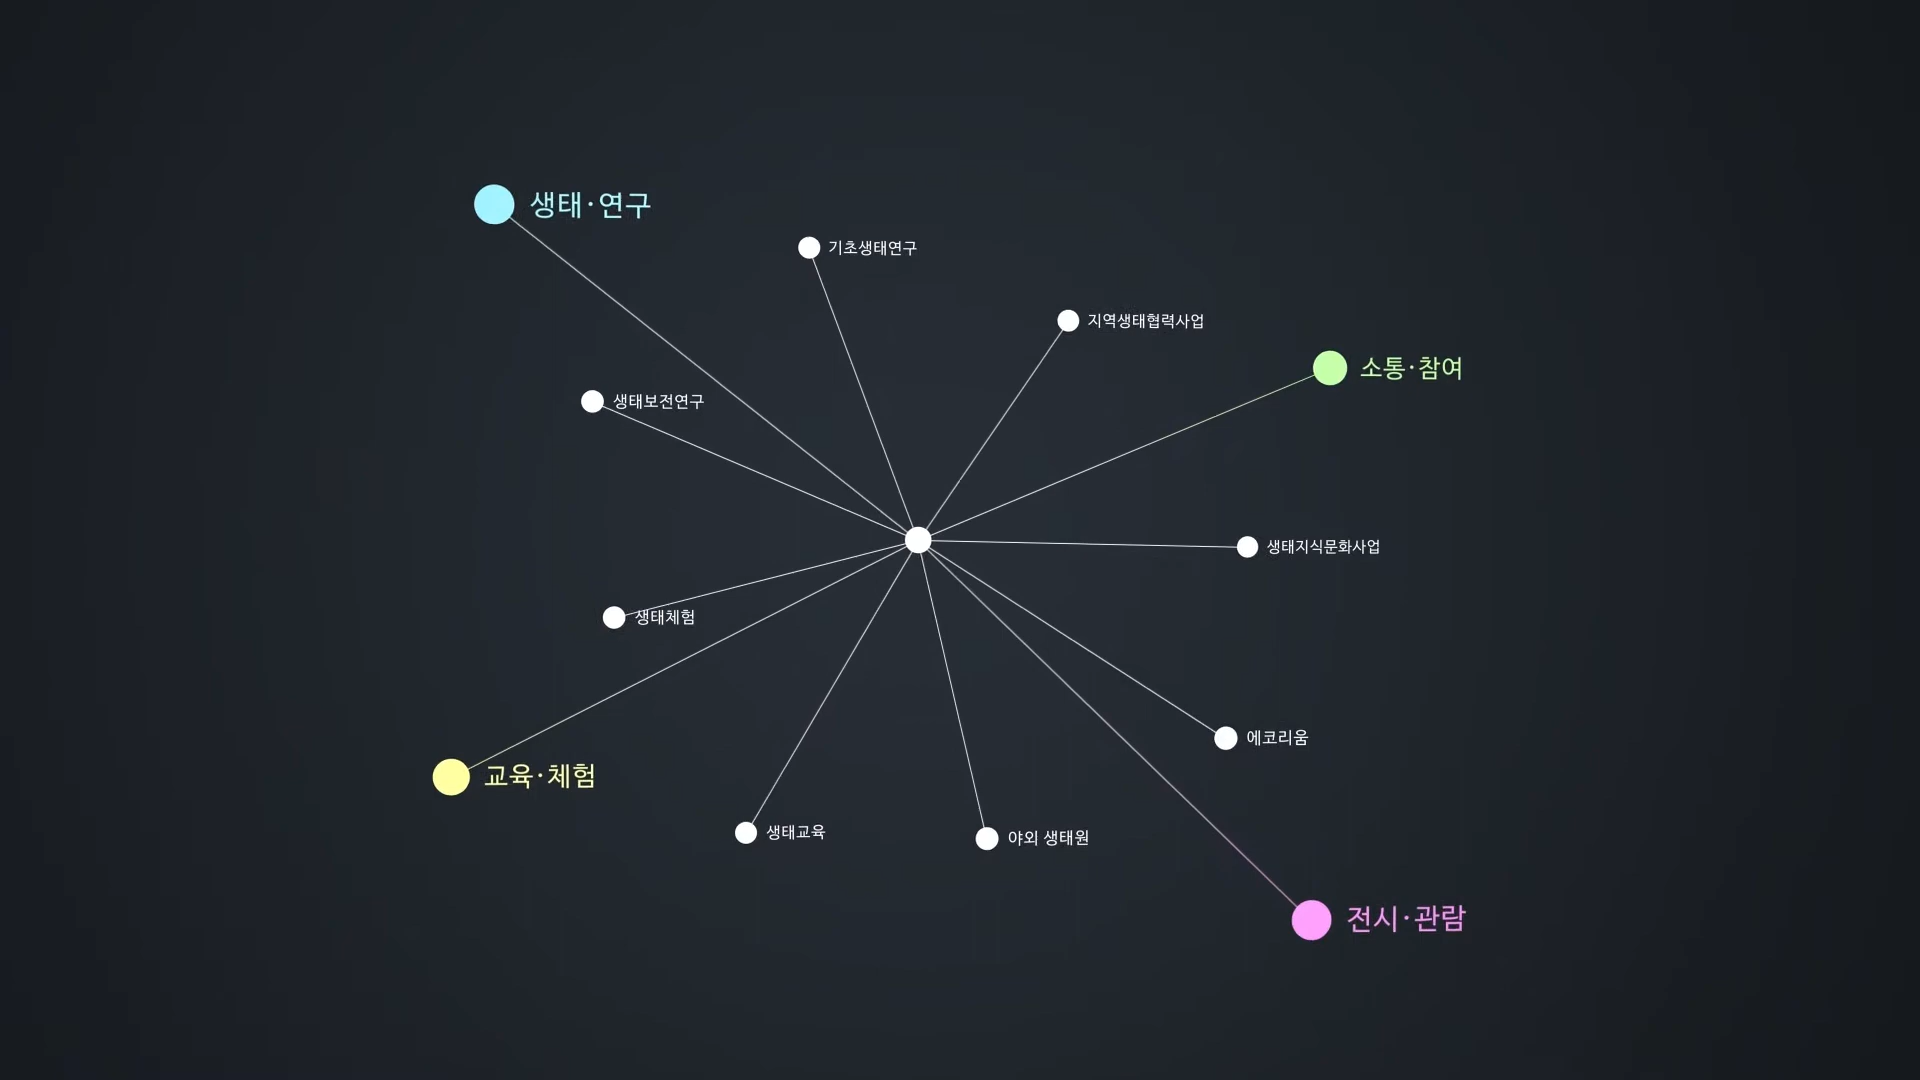 생태·연구
기초생태연구
지역생태협력사업
소통·참여
생태보전연구
생태지식문화사업
생태체험
에코리움
교육·체험
생태교육
야외 생태원
전시·관람